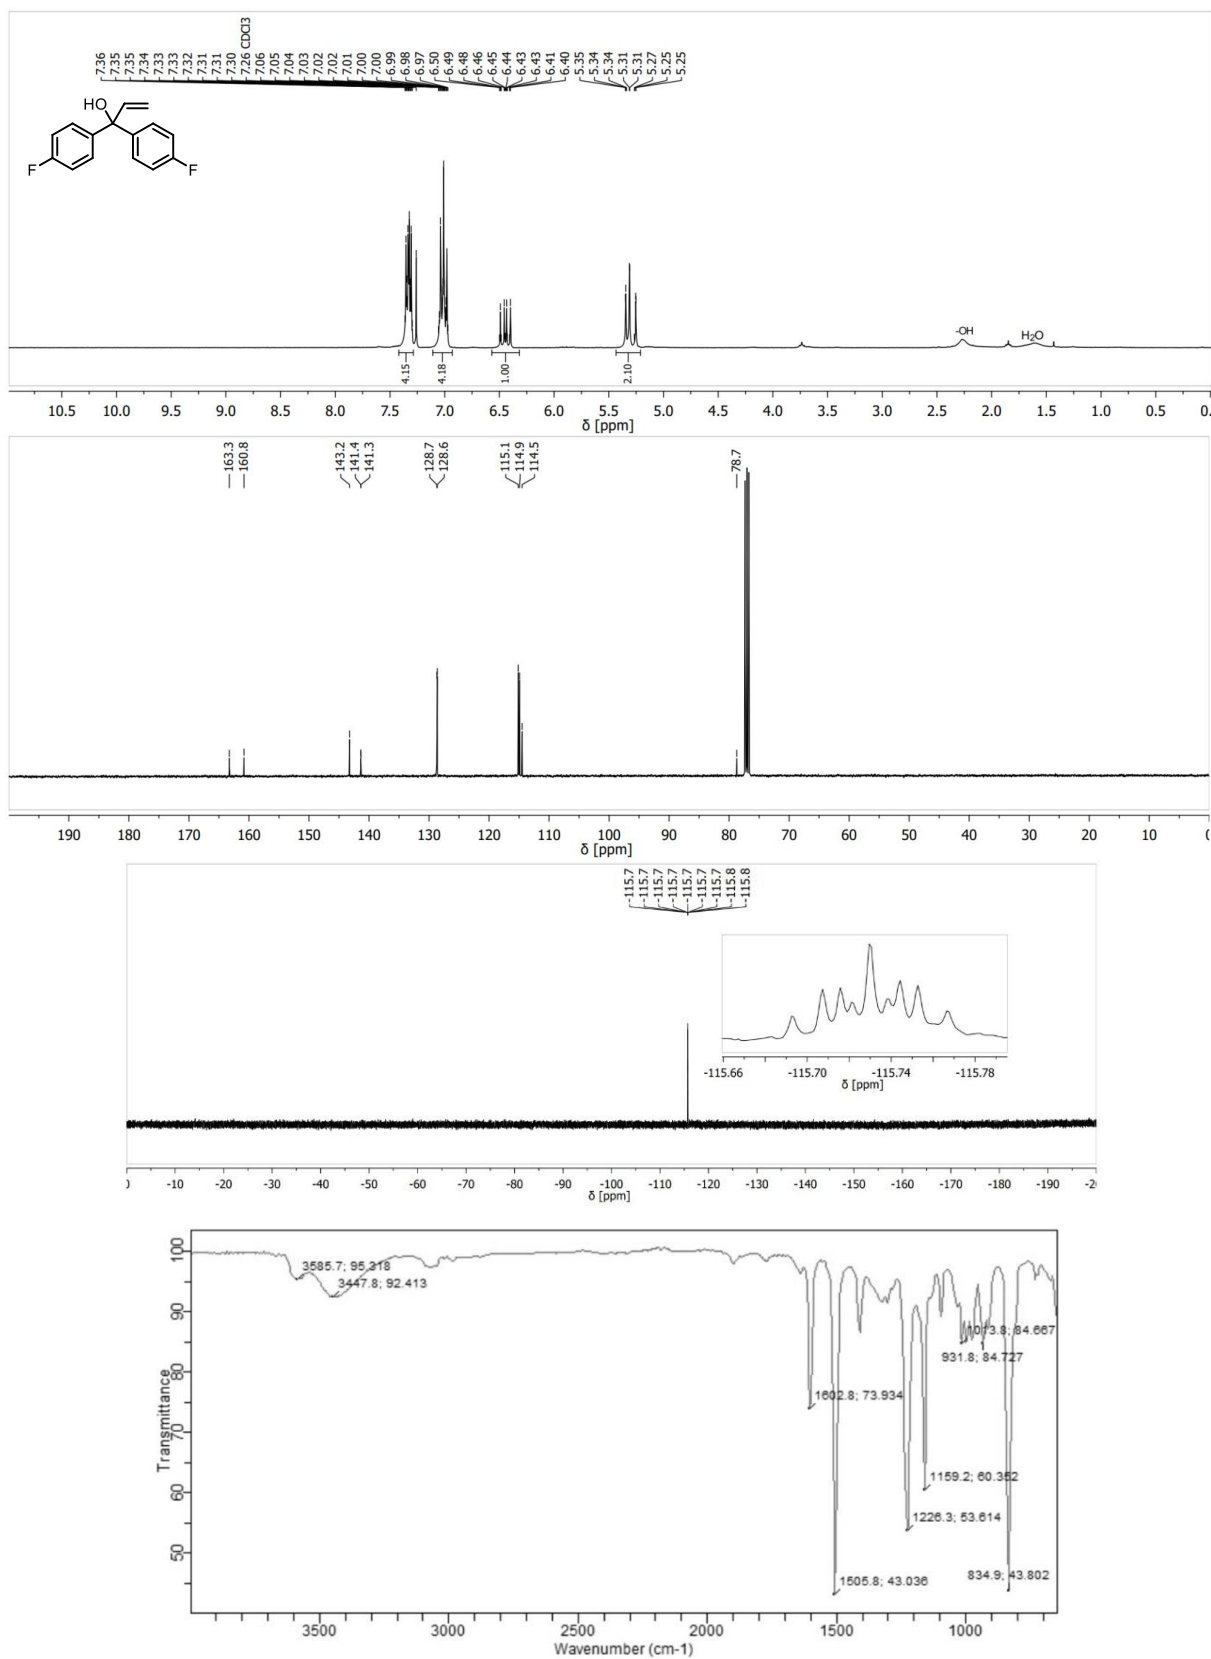 7.36 7.35 7.35 7.34 7.33 7.33 7.32 7.31 7.31 7.30 7.26 CDCl3 7.06 7.05 7.04 7.03 7.02 7.02 7.01 7.00 7.00 6.99 6.98 6.97 6.50 6.49 6.48 6.46 6.45 6.44 6.43 6.43 6.41 6.40 5.35 5.34 5.34 5.31 5.31 5.27 5.25 5.25
HO
F
F
-OH
H2O
4.15
4.18
1.00
2.10
10.5 10.0 9.5 9.0 8.5 8.0 7.5 7.0 6.5 6.0 5.5 5.0 4.5 4.0 3.5 3.0 2.5 2.0 1.5 1.0 0.5 0.
δ [ppm]
163.3 160.8 143.2 141.4 141.3 128.7 128.6 115.1 114.9 114.5 78.7
190 180 170 160 150 140 130 120 110 100 90 80 70 60 50 40 30 20 10 0
δ [ppm]
-115.7 -115.7 -115.7 -115.7 -115.7 -115.7 -115.7 -115.8 -115.8
-115.66 -115.70 -115.74 -115.78
δ [ppm]
-10 -20 -30 -40 -50 -60 -70 -80 -90 -100 -110 -120 -130 -140 -150 -160 -170 -180 -190 -2
δ [ppm]
100
90
80
70
60
50
Transmittance
3585.7; 95.318
3447.8; 92.413
1013.8; 84.667
931.8; 84.727
1602.8; 73.934
1159.2; 60.352
1226.3; 53.614
1505.8; 43.036
834.9; 43.802
3500 3000 2500 2000 1500 1000
Wavenumber (cm-1)